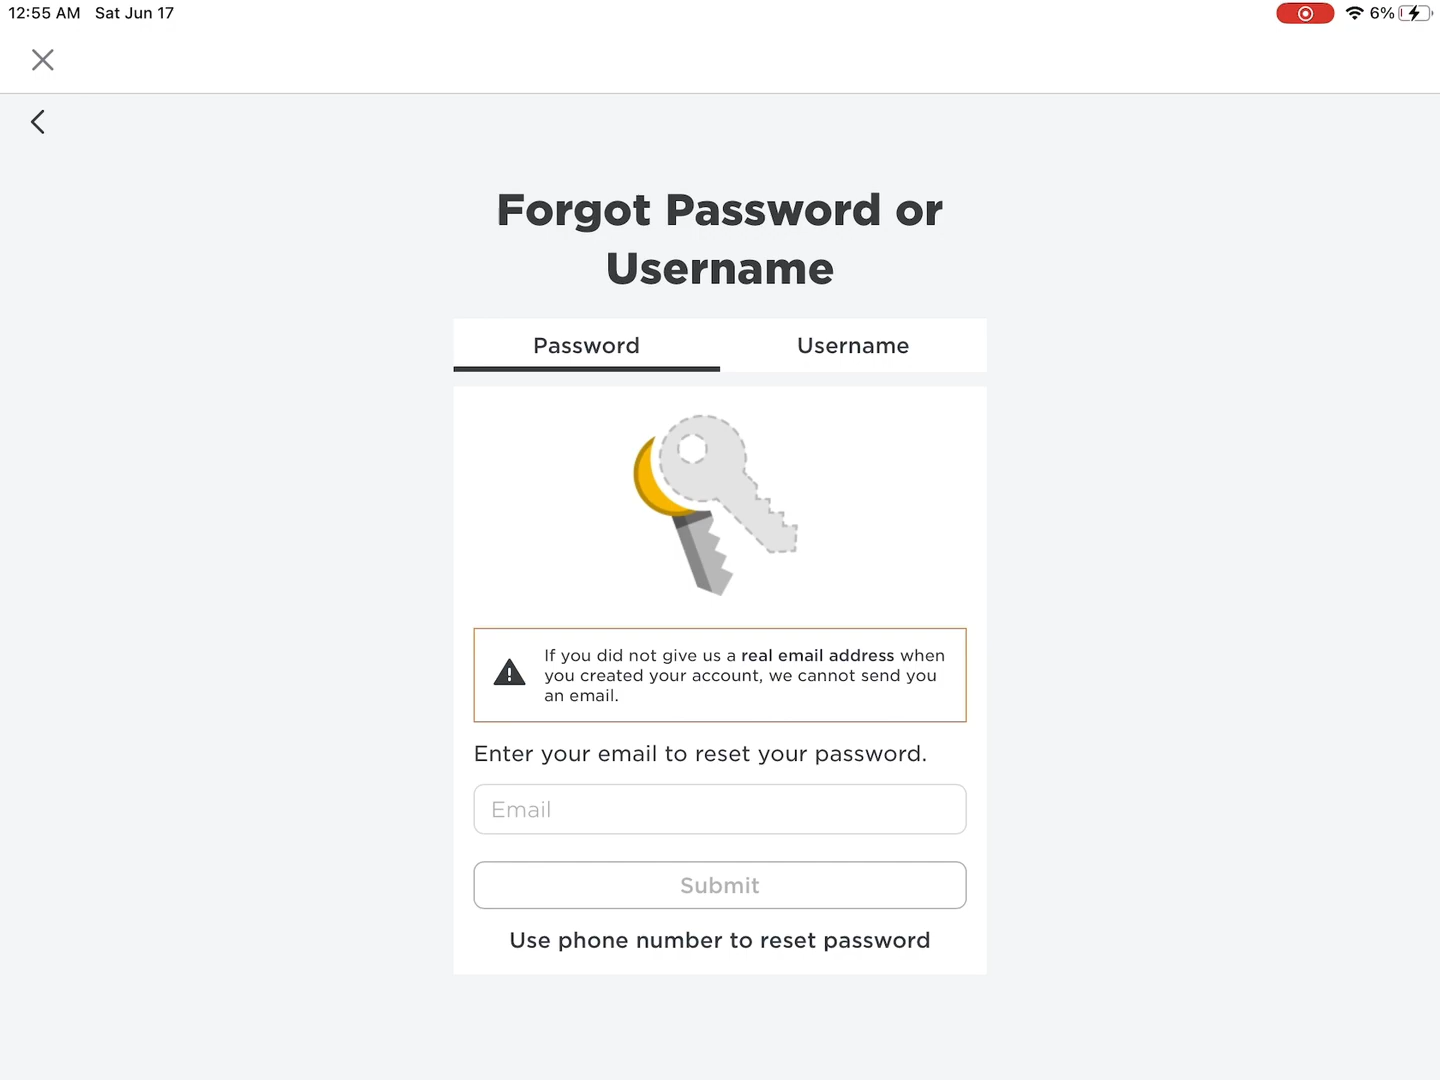 12:55 AM Sat Jun 17
6%
Forgot Password or
Username
Password
Username
If you did not give us a real email address when
you created your account, we cannot send you
an email.
Enter your email to reset your password.
Email
Submit
Use phone number to reset password